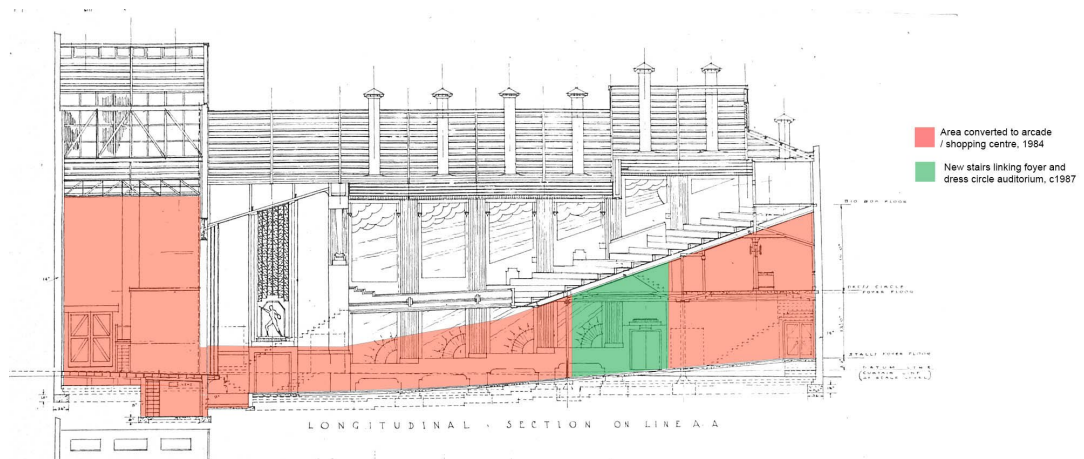 Area converted to arcade
/ shopping centre, 1984
New stairs linking foyer and
dress circle auditorium, c1987
BIO BOX FLOOR
DRESS CIRCLE
FOYER FLOOR
STALLS FOYER FLOOR
DATUM LINE
LONGITUDINAL · SECTION ON LINE A A